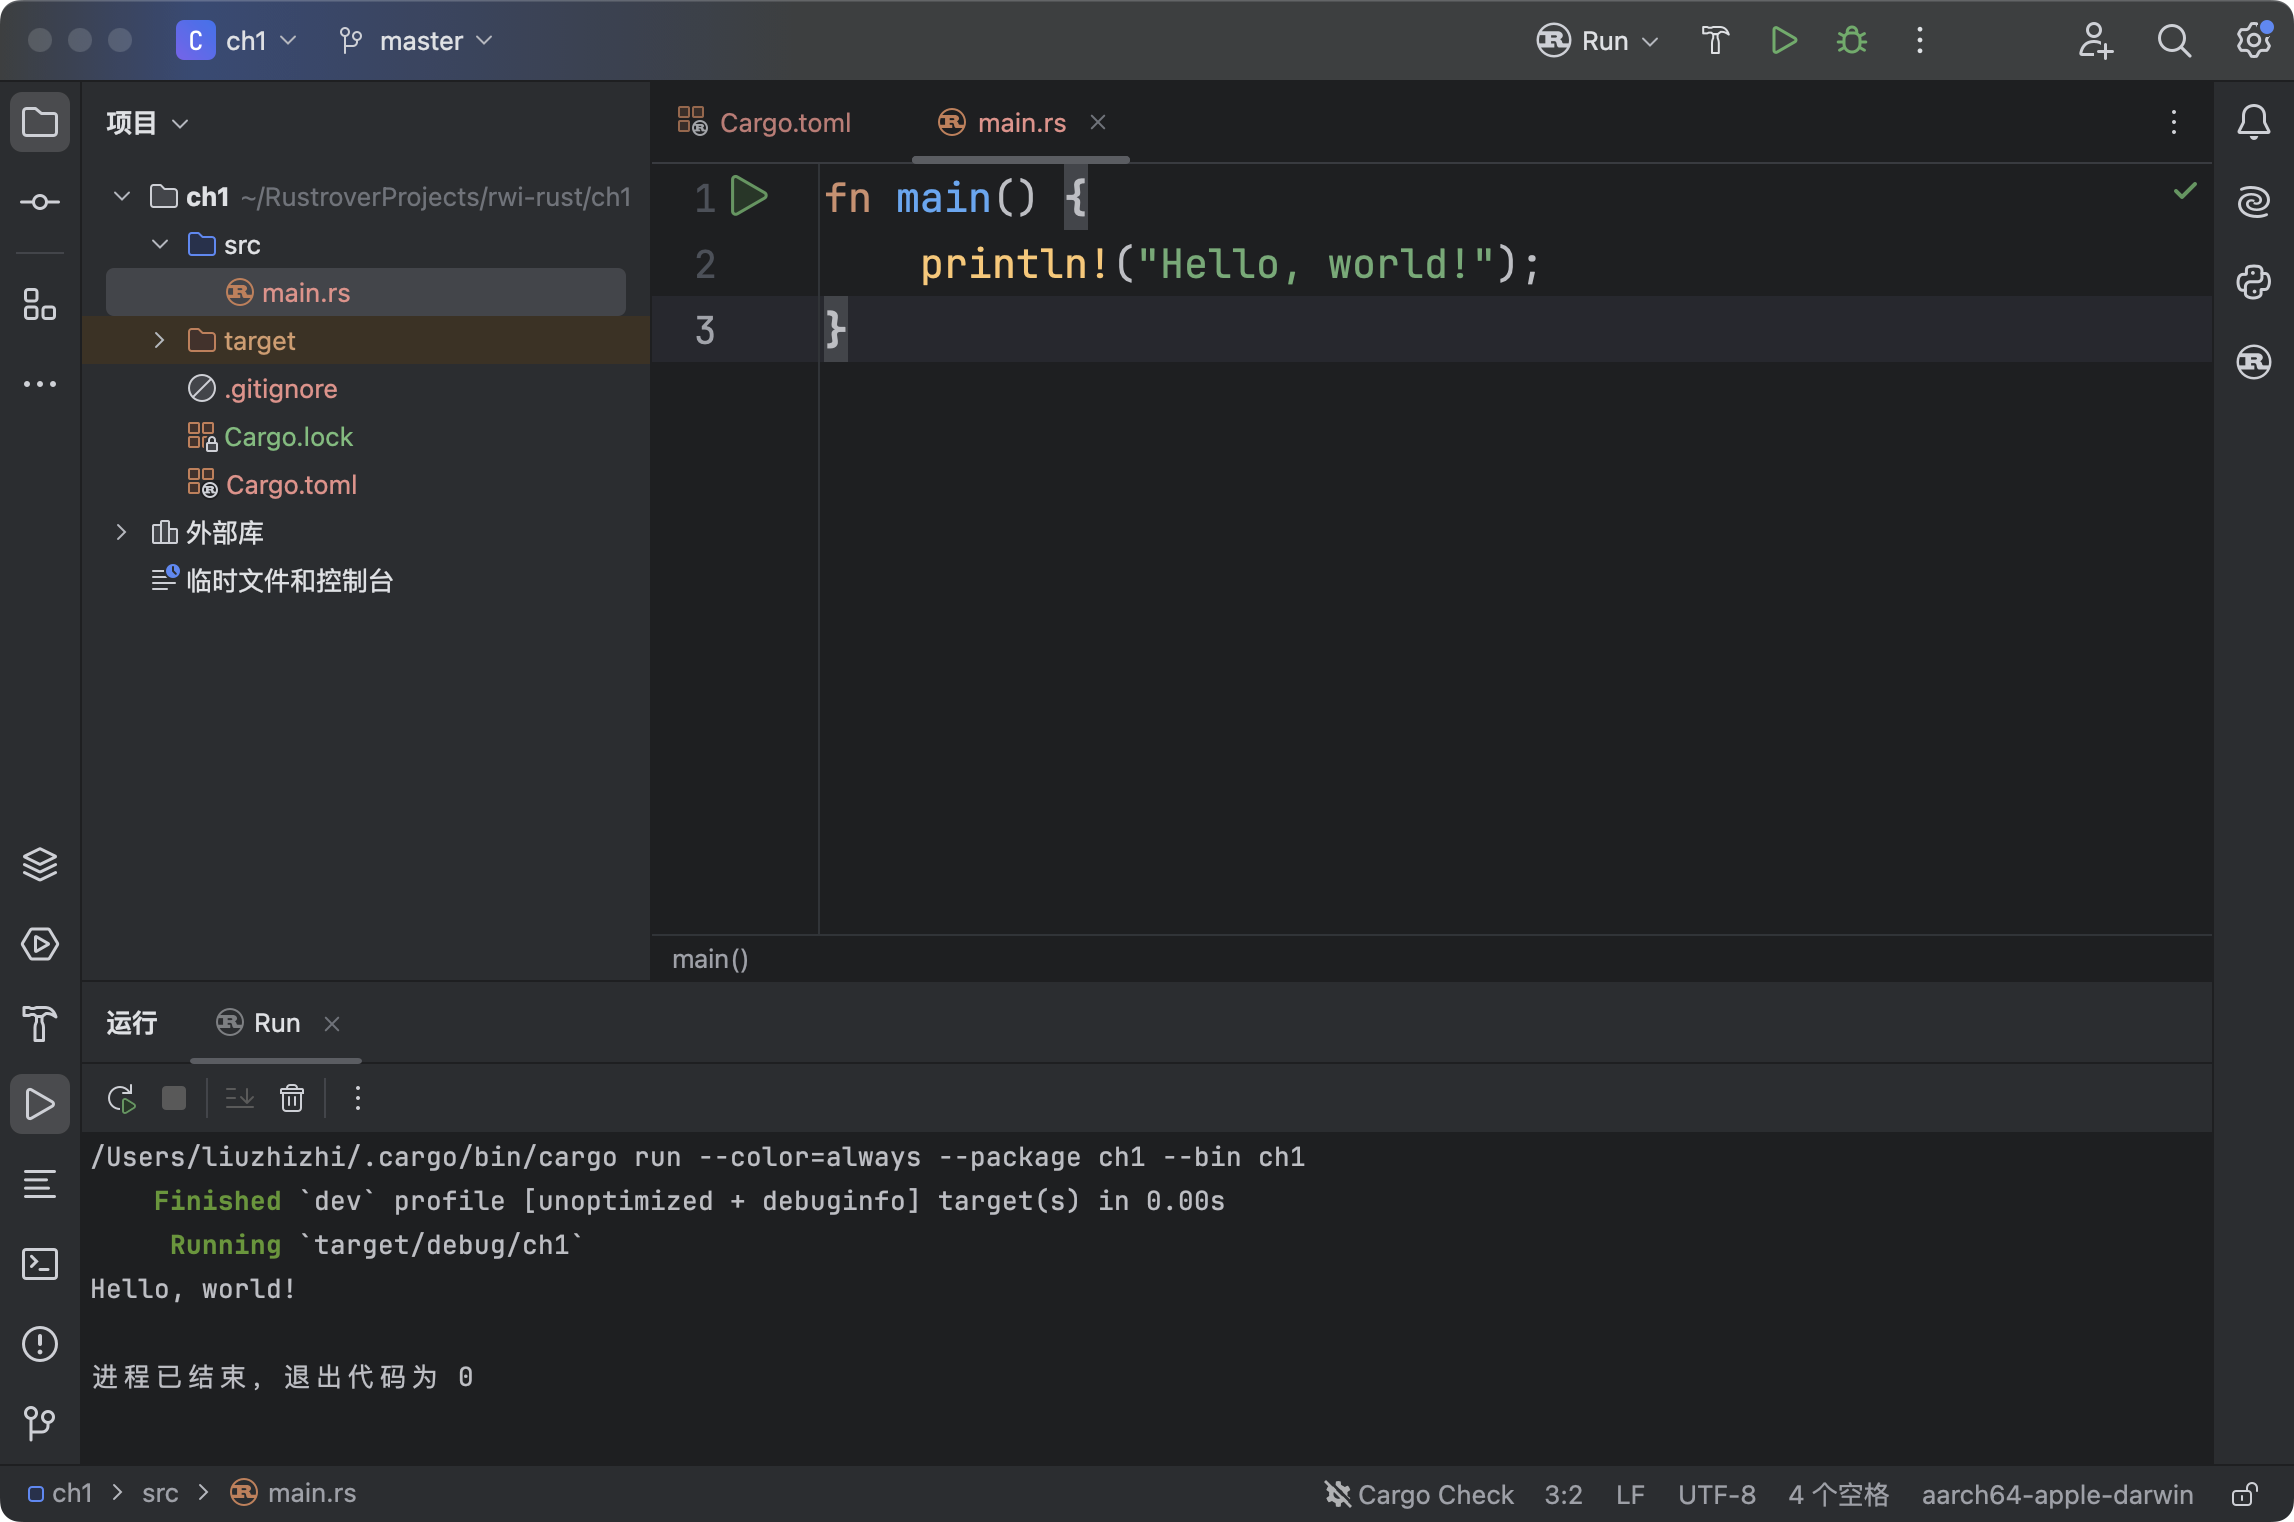 C ch1 master Run
项目
Cargo.toml main.rs
ch1 ~/RustroverProjects/rwi-rust/ch1
src
main.rs
target
.gitignore
Cargo.lock
Cargo.toml
外部库
临时文件和控制台
1 fn main() {
2 println!("Hello, world!");
3 }
main()
运行 Run
/Users/liuzhizhi/.cargo/bin/cargo run --color=always --package ch1 --bin ch1
Finished `dev` profile [unoptimized + debuginfo] target(s) in 0.00s
Running `target/debug/ch1`
Hello, world!
进程已结束，退出代码为 0
ch1 src main.rs Cargo Check 3:2 LF UTF-8 4 个空格 aarch64-apple-darwin